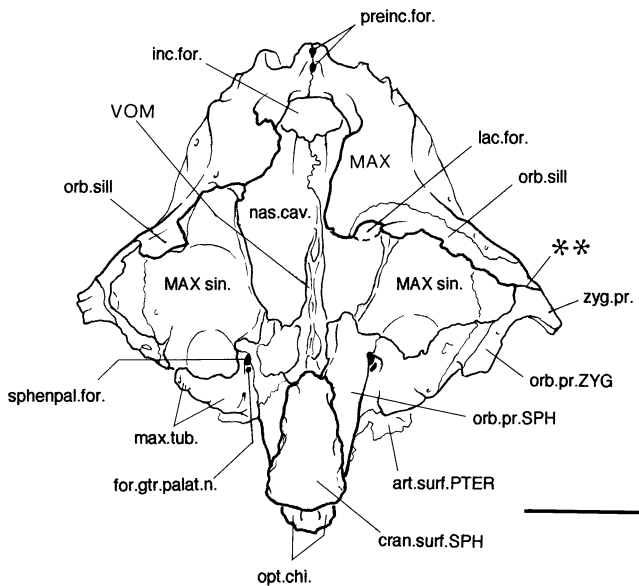 preinc.for.
inc.for.
VOM
MAX
lac.for.
orb.sill
orb.sill
nas.cav.
**
MAX sin.
MAX sin.
zyg.pr.
orb.pr.ZYG
sphenpal.for.
orb.pr.SPH
max.tub.
for.gtr.palat.n.
art.surf.PTER
cran.surf.SPH
opt.chi.